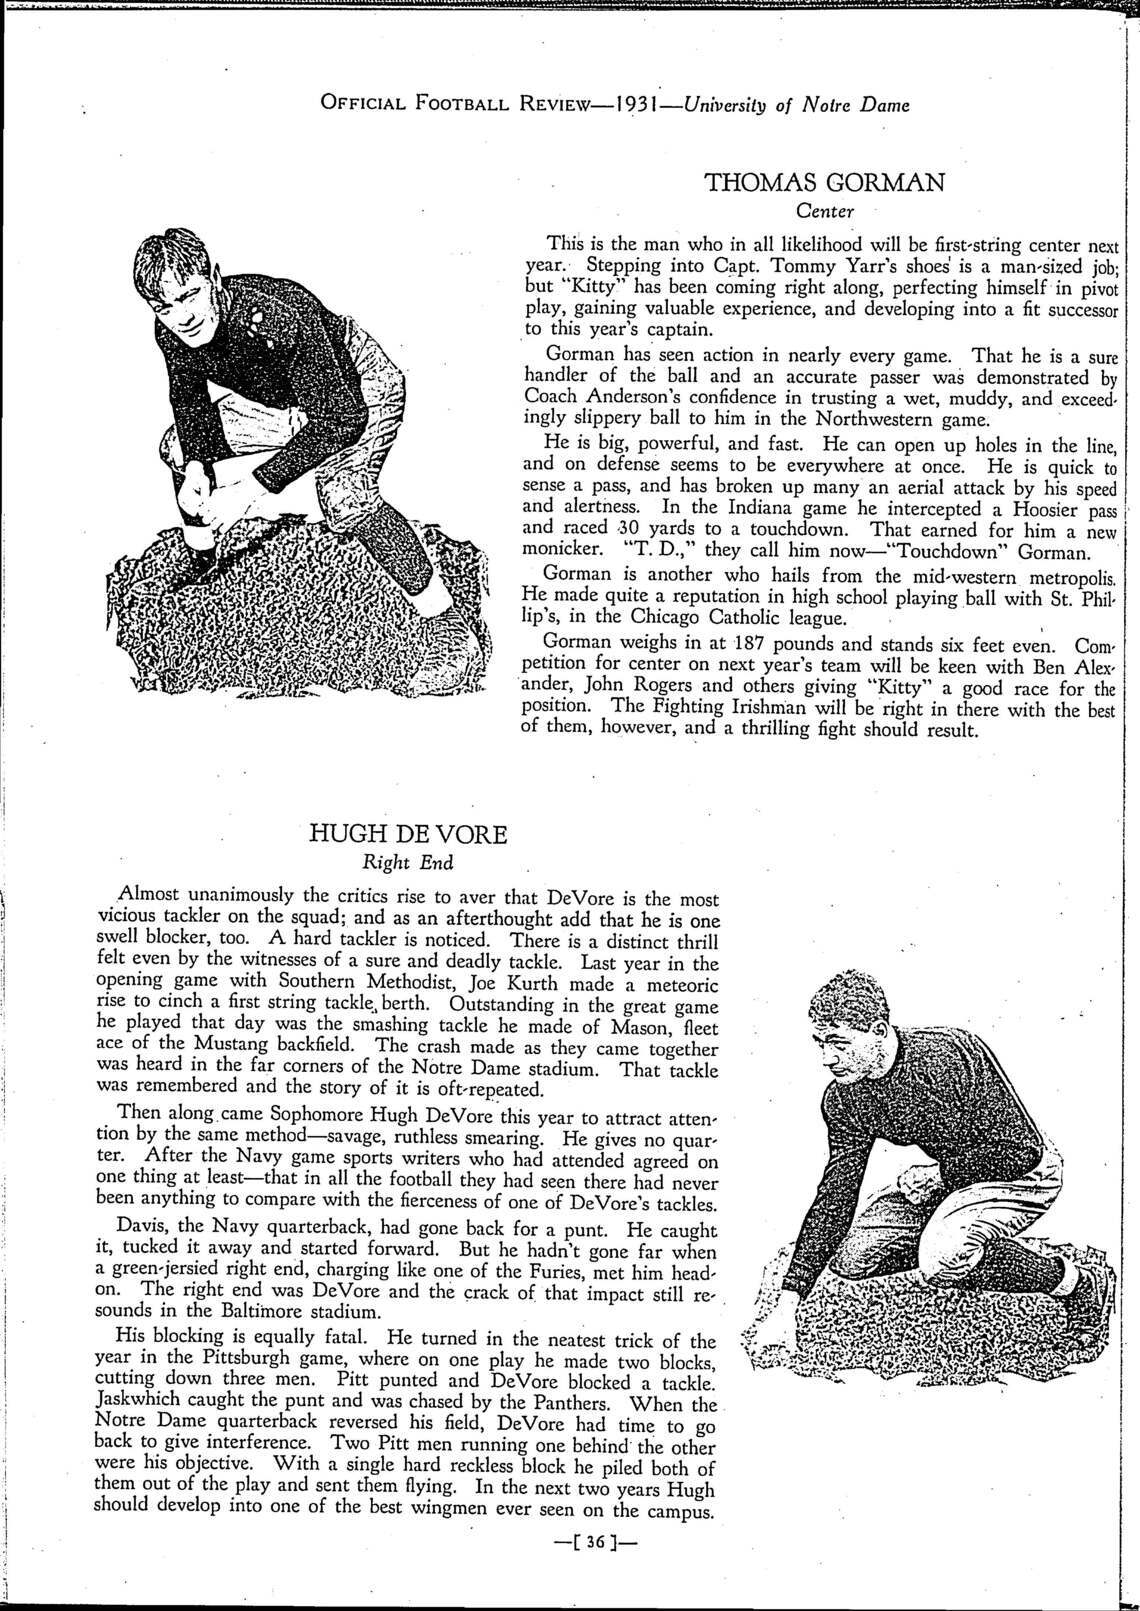 OFFICIAL FOOTBALL REVIEW—1931—University of Notre Dame
THOMAS GORMAN
Center
This is the man who in all likelihood will be first-string center next
year. Stepping into Capt. Tommy Yarr's shoes is a man-sized job;
but "Kitty" has been coming right along, perfecting himself in pivot
play, gaining valuable experience, and developing into a fit successor
to this year's captain.
Gorman has seen action in nearly every game. That he is a sure
handler of the ball and an accurate passer was demonstrated by
Coach Anderson's confidence in trusting a wet, muddy, and exceed-
ingly slippery ball to him in the Northwestern game.
He is big, powerful, and fast. He can open up holes in the line,
and on defense seems to be everywhere at once. He is quick to
sense a pass, and has broken up many an aerial attack by his speed
and alertness. In the Indiana game he intercepted a Hoosier pass
and raced 30 yards to a touchdown. That earned for him a new
monicker. "T. D.," they call him now—"Touchdown" Gorman.
Gorman is another who hails from the mid-western metropolis.
He made quite a reputation in high school playing ball with St. Phil-
lip's, in the Chicago Catholic league.
Gorman weighs in at 187 pounds and stands six feet even. Com-
petition for center on next year's team will be keen with Ben Alex-
ander, John Rogers and others giving "Kitty" a good race for the
position. The Fighting Irishman will be right in there with the best
of them, however, and a thrilling fight should result.
HUGH DE VORE
Right End
Almost unanimously the critics rise to aver that DeVore is the most
vicious tackler on the squad; and as an afterthought add that he is one
swell blocker, too. A hard tackler is noticed. There is a distinct thrill
felt even by the witnesses of a sure and deadly tackle. Last year in the
opening game with Southern Methodist, Joe Kurth made a meteoric
rise to cinch a first string tackle berth. Outstanding in the great game
he played that day was the smashing tackle he made of Mason, fleet
ace of the Mustang backfield. The crash made as they came together
was heard in the far corners of the Notre Dame stadium. That tackle
was remembered and the story of it is oft-repeated.
Then along came Sophomore Hugh DeVore this year to attract atten-
tion by the same method—savage, ruthless smearing. He gives no quar-
ter. After the Navy game sports writers who had attended agreed on
one thing at least—that in all the football they had seen there had never
been anything to compare with the fierceness of one of DeVore's tackles.
Davis, the Navy quarterback, had gone back for a punt. He caught
it, tucked it away and started forward. But he hadn't gone far when
a green-jersied right end, charging like one of the Furies, met him head-
on. The right end was DeVore and the crack of that impact still re-
sounds in the Baltimore stadium.
His blocking is equally fatal. He turned in the neatest trick of the
year in the Pittsburgh game, where on one play he made two blocks,
cutting down three men. Pitt punted and DeVore blocked a tackle.
Jaskwhich caught the punt and was chased by the Panthers. When the
Notre Dame quarterback reversed his field, DeVore had time to go
back to give interference. Two Pitt men running one behind the other
were his objective. With a single hard reckless block he piled both of
them out of the play and sent them flying. In the next two years Hugh
should develop into one of the best wingmen ever seen on the campus.
—[ 36 ]—